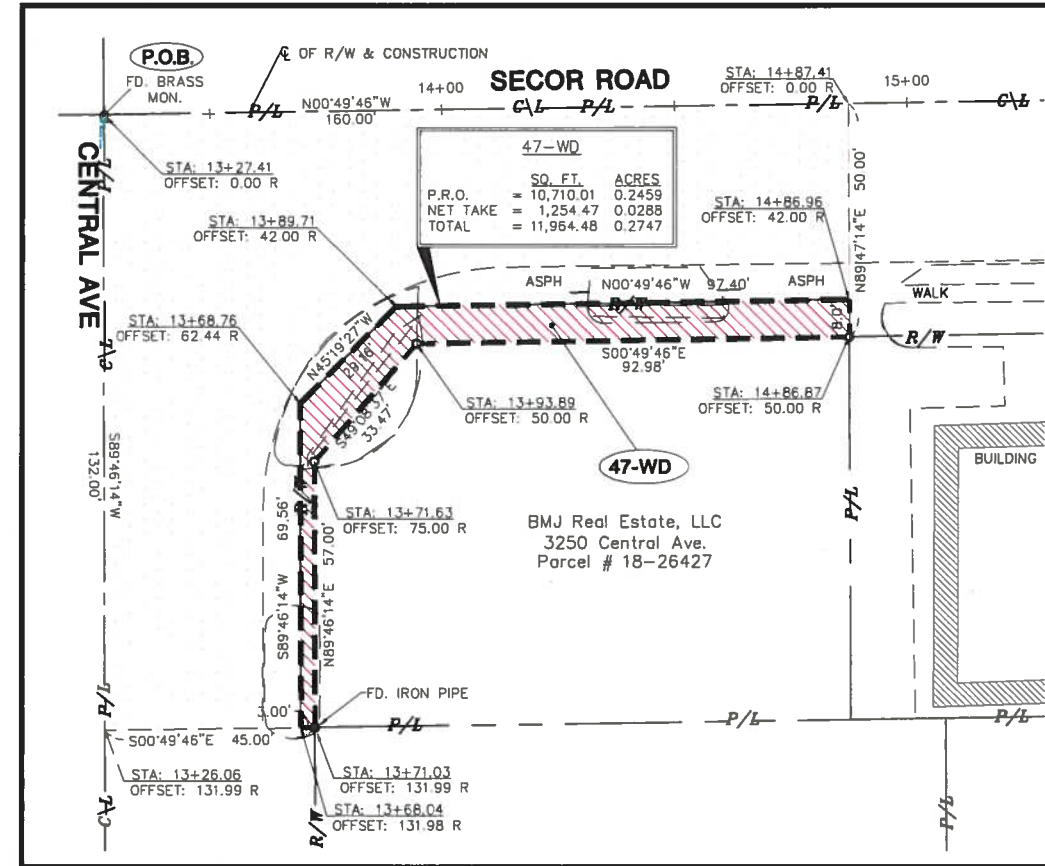 P.O.B.
FD. BRASS
MON.
℄ OF R/W & CONSTRUCTION
14+00
SECOR ROAD
STA: 14+87.41
OFFSET: 0.00 R
15+00
P/L
C\L
P/L
P/L
C\L
N00°49'46"W
160.00'
CENTRAL AVE
P/L
STA: 13+27.41
OFFSET: 0.00 R
47-WD
SQ. FT. ACRES
P.R.O. = 10,710.01 0.2459
NET TAKE = 1,254.47 0.0288
TOTAL = 11,964.48 0.2747
N89°47'14"E 50.00'
STA: 13+89.71
OFFSET: 42.00 R
STA: 14+86.96
OFFSET: 42.00 R
ASPH
N00°49'46"W 97.40'
R/W
ASPH
WALK
STA: 13+68.76
OFFSET: 62.44 R
C\L
N45°19'27"W
29.16'
8.0'
R/W
S00°49'46"E
92.98'
S49°08'37"E
33.47'
STA: 13+93.89
OFFSET: 50.00 R
STA: 14+86.87
OFFSET: 50.00 R
S89°46'14"W
132.00'
47-WD
BUILDING
R/W
P/L
STA: 13+71.63
OFFSET: 75.00 R
BMJ Real Estate, LLC
3250 Central Ave.
Parcel # 18-26427
S89°46'14"W 69.56'
N89°46'14"E 57.00'
FD. IRON PIPE
P/L
P/L
P/L
P/L
S00°49'46"E 45.00'
STA: 13+26.06
OFFSET: 131.99 R
STA: 13+71.03
OFFSET: 131.99 R
STA: 13+68.04
OFFSET: 131.98 R
C\L
R/W
P/L